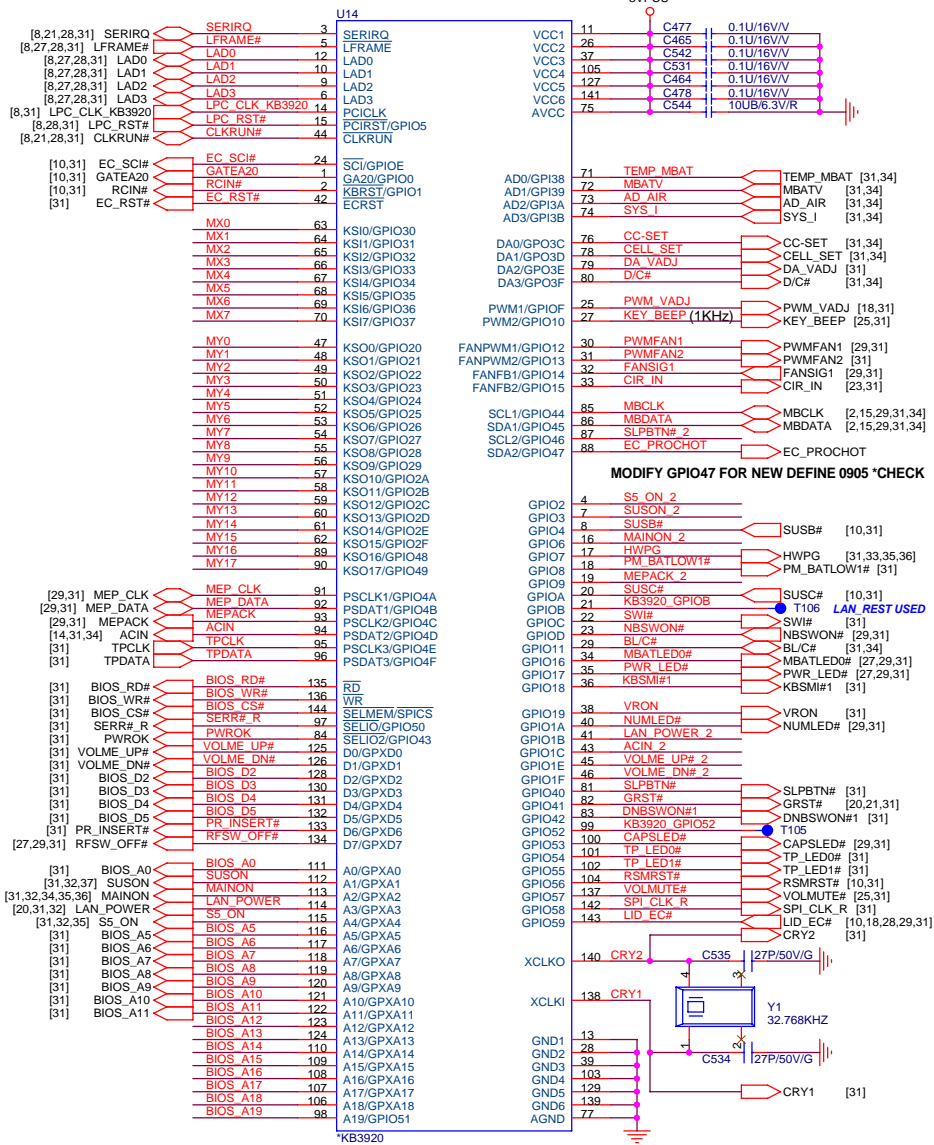 U14
[8,21,28,31] SERIRQ SERIRQ 3 SERIRQ
[8,27,28,31] LFRAME# LFRAME# 5 LFRAME
[8,27,28,31] LAD0 LAD0 12 LAD0
[8,27,28,31] LAD1 LAD1 10 LAD1
[8,27,28,31] LAD2 LAD2 9 LAD2
[8,27,28,31] LAD3 LAD3 6 LAD3
[8,31] LPC_CLK_KB3920 LPC_CLK_KB3920 14 PCICLK
[8,28,31] LPC_RST# LPC_RST# 15 PCIRST/GPIO5
[8,21,28,31] CLKRUN# CLKRUN# 44 CLKRUN
[10,31] EC_SCI# EC_SCI# 24 SCI/GPIOE
[10,31] GATEA20 GATEA20 1 GA20/GPIO0
[10,31] RCIN# RCIN# 2 KBRST/GPIO1
[31] EC_RST# EC_RST# 42 ECRST
MX0 63 KSI0/GPIO30
MX1 64 KSI1/GPIO31
MX2 65 KSI2/GPIO32
MX3 66 KSI3/GPIO33
MX4 67 KSI4/GPIO34
MX5 68 KSI5/GPIO35
MX6 69 KSI6/GPIO36
MX7 70 KSI7/GPIO37
MY0 47 KSO0/GPIO20
MY1 48 KSO1/GPIO21
MY2 49 KSO2/GPIO22
MY3 50 KSO3/GPIO23
MY4 51 KSO4/GPIO24
MY5 52 KSO5/GPIO25
MY6 53 KSO6/GPIO26
MY7 54 KSO7/GPIO27
MY8 55 KSO8/GPIO28
MY9 56 KSO9/GPIO29
MY10 57 KSO10/GPIO2A
MY11 58 KSO11/GPIO2B
MY12 59 KSO12/GPIO2C
MY13 60 KSO13/GPIO2D
MY14 61 KSO14/GPIO2E
MY15 62 KSO15/GPIO2F
MY16 89 KSO16/GPIO48
MY17 90 KSO17/GPIO49
[29,31] MEP_CLK MEP_CLK 91 PSCLK1/GPIO4A
[29,31] MEP_DATA MEP_DATA 92 PSDAT1/GPIO4B
[29,31] MEPACK MEPACK 93 PSCLK2/GPIO4C
[14,31,34] ACIN ACIN 94 PSDAT2/GPIO4D
[31] TPCLK TPCLK 95 PSCLK3/GPIO4E
[31] TPDATA TPDATA 96 PSDAT3/GPIO4F
[31] BIOS_RD# BIOS_RD# 135 RD
[31] BIOS_WR# BIOS_WR# 136 WR
[31] BIOS_CS# BIOS_CS# 144 SELMEM/SPICS
[31] SERR#_R SERR#_R 97 SELIO/GPIO50
[31] PWROK PWROK 84 SELIO2/GPIO43
[31] VOLME_UP# VOLME_UP# 125 D0/GPXD0
[31] VOLME_DN# VOLME_DN# 126 D1/GPXD1
[31] BIOS_D2 BIOS_D2 128 D2/GPXD2
[31] BIOS_D3 BIOS_D3 130 D3/GPXD3
[31] BIOS_D4 BIOS_D4 131 D4/GPXD4
[31] BIOS_D5 BIOS_D5 132 D5/GPXD5
[31] PR_INSERT# PR_INSERT# 133 D6/GPXD6
[27,29,31] RFSW_OFF# RFSW_OFF# 134 D7/GPXD7
[31] BIOS_A0 BIOS_A0 111 A0/GPXA0
[31,32,37] SUSON SUSON 112 A1/GPXA1
[31,32,34,35,36] MAINON MAINON 113 A2/GPXA2
[20,31,32] LAN_POWER LAN_POWER 114 A3/GPXA3
[31,32,35] S5_ON S5_ON 115 A4/GPXA4
[31] BIOS_A5 BIOS_A5 116 A5/GPXA5
[31] BIOS_A6 BIOS_A6 117 A6/GPXA6
[31] BIOS_A7 BIOS_A7 118 A7/GPXA7
[31] BIOS_A8 BIOS_A8 119 A8/GPXA8
[31] BIOS_A9 BIOS_A9 120 A9/GPXA9
[31] BIOS_A10 BIOS_A10 121 A10/GPXA10
[31] BIOS_A11 BIOS_A11 122 A11/GPXA11
BIOS_A12 123 A12/GPXA12
BIOS_A13 124 A13/GPXA13
BIOS_A14 110 A14/GPXA14
BIOS_A15 109 A15/GPXA15
BIOS_A16 108 A16/GPXA16
BIOS_A17 107 A17/GPXA17
BIOS_A18 106 A18/GPXA18
BIOS_A19 98 A19/GPIO51
*KB3920
VCC1 11 C477 0.1U/16V/V
VCC2 26 C465 0.1U/16V/V
VCC3 37 C542 0.1U/16V/V
VCC4 105 C531 0.1U/16V/V
VCC5 127 C464 0.1U/16V/V
VCC6 141 C478 0.1U/16V/V
AVCC 75 C544 10UB/6.3V/R
AD0/GPI38 71 TEMP_MBAT TEMP_MBAT [31,34]
AD1/GPI39 72 MBATV MBATV [31,34]
AD2/GPI3A 73 AD_AIR AD_AIR [31,34]
AD3/GPI3B 74 SYS_I SYS_I [31,34]
DA0/GPO3C 76 CC-SET CC-SET [31,34]
DA1/GPO3D 78 CELL_SET CELL_SET [31,34]
DA2/GPO3E 79 DA_VADJ DA_VADJ [31]
DA3/GPO3F 80 D/C# D/C# [31,34]
PWM1/GPIOF 25 PWM_VADJ PWM_VADJ [18,31]
PWM2/GPIO10 27 KEY_BEEP (1KHz) KEY_BEEP [25,31]
FANPWM1/GPIO12 30 PWMFAN1 PWMFAN1 [29,31]
FANPWM2/GPIO13 31 PWMFAN2 PWMFAN2 [31]
FANFB1/GPIO14 32 FANSIG1 FANSIG1 [29,31]
FANFB2/GPIO15 33 CIR_IN CIR_IN [23,31]
SCL1/GPIO44 85 MBCLK MBCLK [2,15,29,31,34]
SDA1/GPIO45 86 MBDATA MBDATA [2,15,29,31,34]
SCL2/GPIO46 87 SLPBTN#_2
SDA2/GPIO47 88 EC_PROCHOT EC_PROCHOT
MODIFY GPIO47 FOR NEW DEFINE 0905 *CHECK
GPIO2 4 S5_ON_2
GPIO3 7 SUSON_2
GPIO4 8 SUSB# SUSB# [10,31]
GPIO6 16 MAINON_2
GPIO7 17 HWPG HWPG [31,33,35,36]
GPIO8 18 PM_BATLOW1# PM_BATLOW1# [31]
GPIO9 19 MEPACK_2
GPIOA 20 SUSC# SUSC# [10,31]
GPIOB 21 KB3920_GPIOB T106 LAN_REST USED
GPIOC 22 SWI# SWI# [31]
GPIOD 23 NBSWON# NBSWON# [29,31]
GPIO11 29 BL/C# BL/C# [31,34]
GPIO16 34 MBATLED0# MBATLED0# [27,29,31]
GPIO17 35 PWR_LED# PWR_LED# [27,29,31]
GPIO18 36 KBSMI#1 KBSMI#1 [31]
GPIO19 38 VRON VRON [31]
GPIO1A 40 NUMLED# NUMLED# [29,31]
GPIO1B 41 LAN_POWER_2
GPIO1C 43 ACIN_2
GPIO1E 45 VOLME_UP#_2
GPIO1F 46 VOLME_DN#_2
GPIO40 81 SLPBTN# SLPBTN# [31]
GPIO41 82 GRST# GRST# [20,21,31]
GPIO42 83 DNBSWON#1 DNBSWON#1 [31]
GPIO52 99 KB3920_GPIO52 T105
GPIO53 100 CAPSLED# CAPSLED# [29,31]
GPIO54 101 TP_LED0# TP_LED0# [31]
GPIO55 102 TP_LED1# TP_LED1# [31]
GPIO56 104 RSMRST# RSMRST# [10,31]
GPIO57 137 VOLMUTE# VOLMUTE# [25,31]
GPIO58 142 SPI_CLK_R SPI_CLK_R [31]
GPIO59 143 LID_EC# LID_EC# [10,18,28,29,31]
CRY2 [31]
XCLKO 140 CRY2 C535 27P/50V/G
4 3
XCLKI 138 CRY1 Y1
32.768KHZ
1 2
C534 27P/50V/G
CRY1 [31]
GND1 13
GND2 28
GND3 39
GND4 103
GND5 129
GND6 139
AGND 77